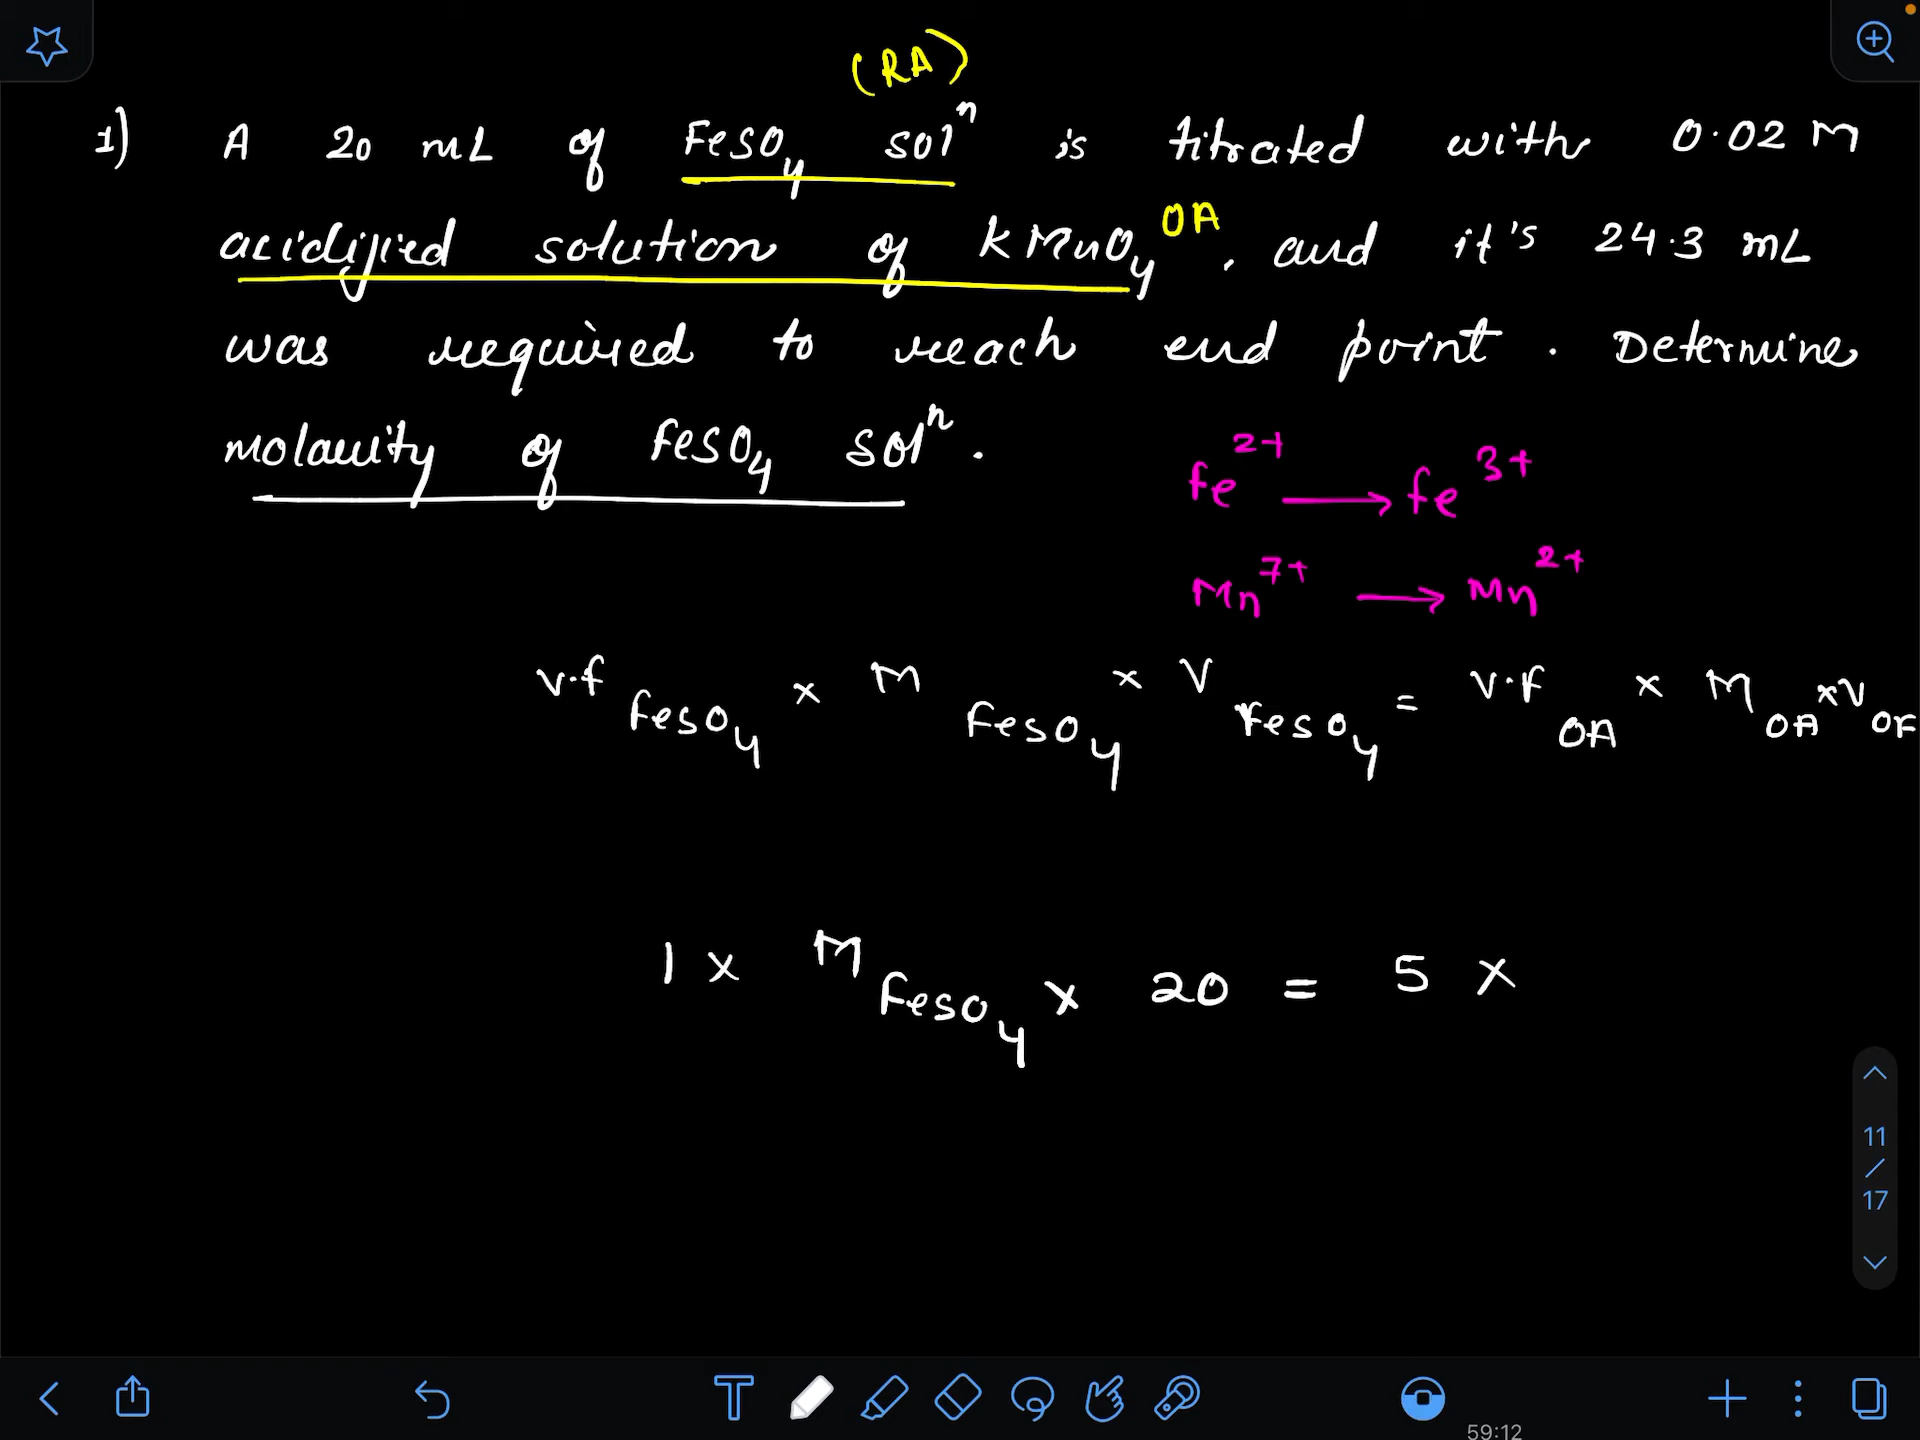 (RA)
1) A 20 mL of FeSO4 solⁿ is titrated with 0.02 M
acidified solution of KMnO4 OA, and it's 24.3 mL
was required to reach end point. Determine
molarity of FeSO4 solⁿ.
Fe²⁺ → Fe³⁺
Mn⁷⁺ → Mn²⁺
v.f FeSO4 × M FeSO4 × V FeSO4 = v.f OA × M OA × V
1 × M FeSO4 × 20 = 5 ×
11
/
17
59:12